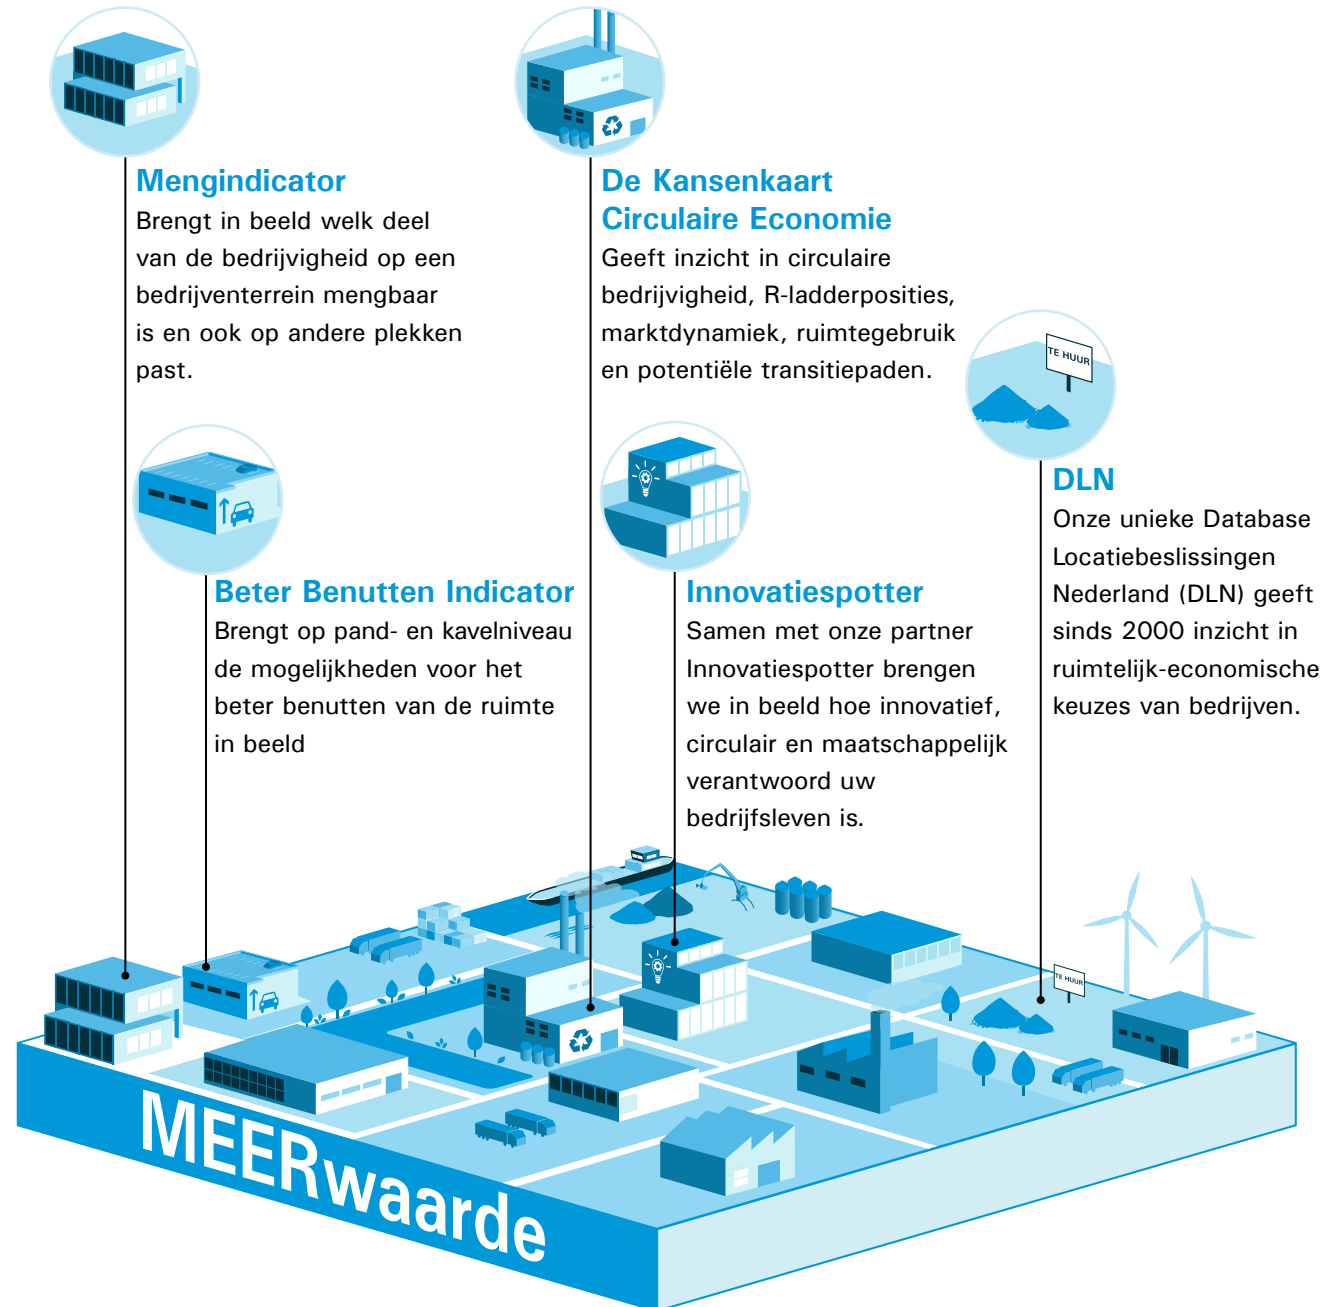 Mengindicator
Brengt in beeld welk deel
van de bedrijvigheid op een
bedrijventerrein mengbaar
is en ook op andere plekken
past.
De Kansenkaart
Circulaire Economie
Geeft inzicht in circulaire
bedrijvigheid, R-ladderposities,
marktdynamiek, ruimtegebruik
en potentiële transitiepaden.
TE HUUR
DLN
Onze unieke Database
Locatiebeslissingen
Nederland (DLN) geeft
sinds 2000 inzicht in
ruimtelijk-economische
keuzes van bedrijven.
Beter Benutten Indicator
Brengt op pand- en kavelniveau
de mogelijkheden voor het
beter benutten van de ruimte
in beeld
Innovatiespotter
Samen met onze partner
Innovatiespotter brengen
we in beeld hoe innovatief,
circulair en maatschappelijk
verantwoord uw
bedrijfsleven is.
TE HUUR
MEERwaarde